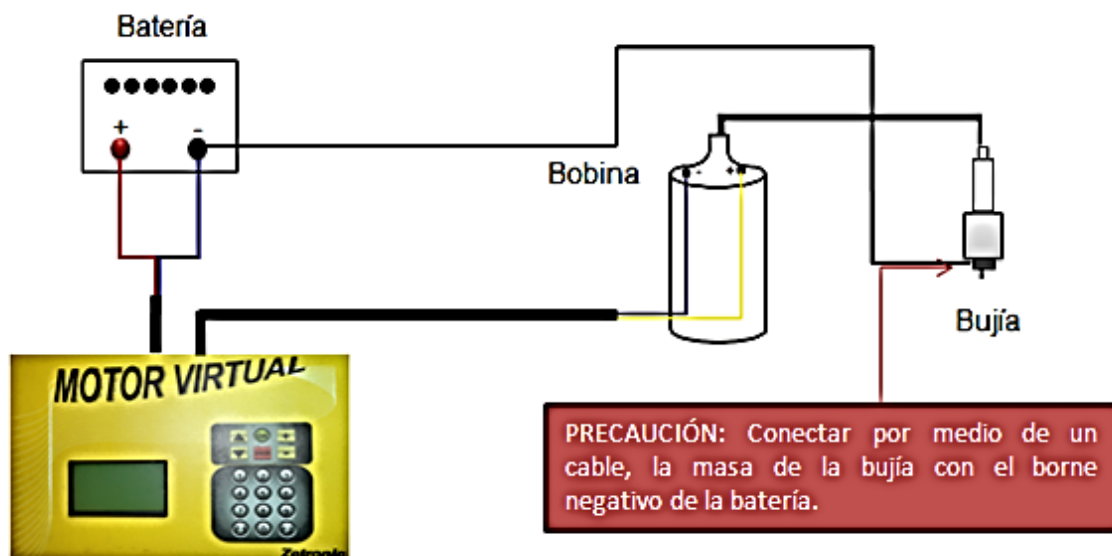 Batería
+ -
Bobina
- +
Bujía
MOTOR VIRTUAL
PRECAUCIÓN: Conectar por medio de un
cable, la masa de la bujía con el borne
negativo de la batería.